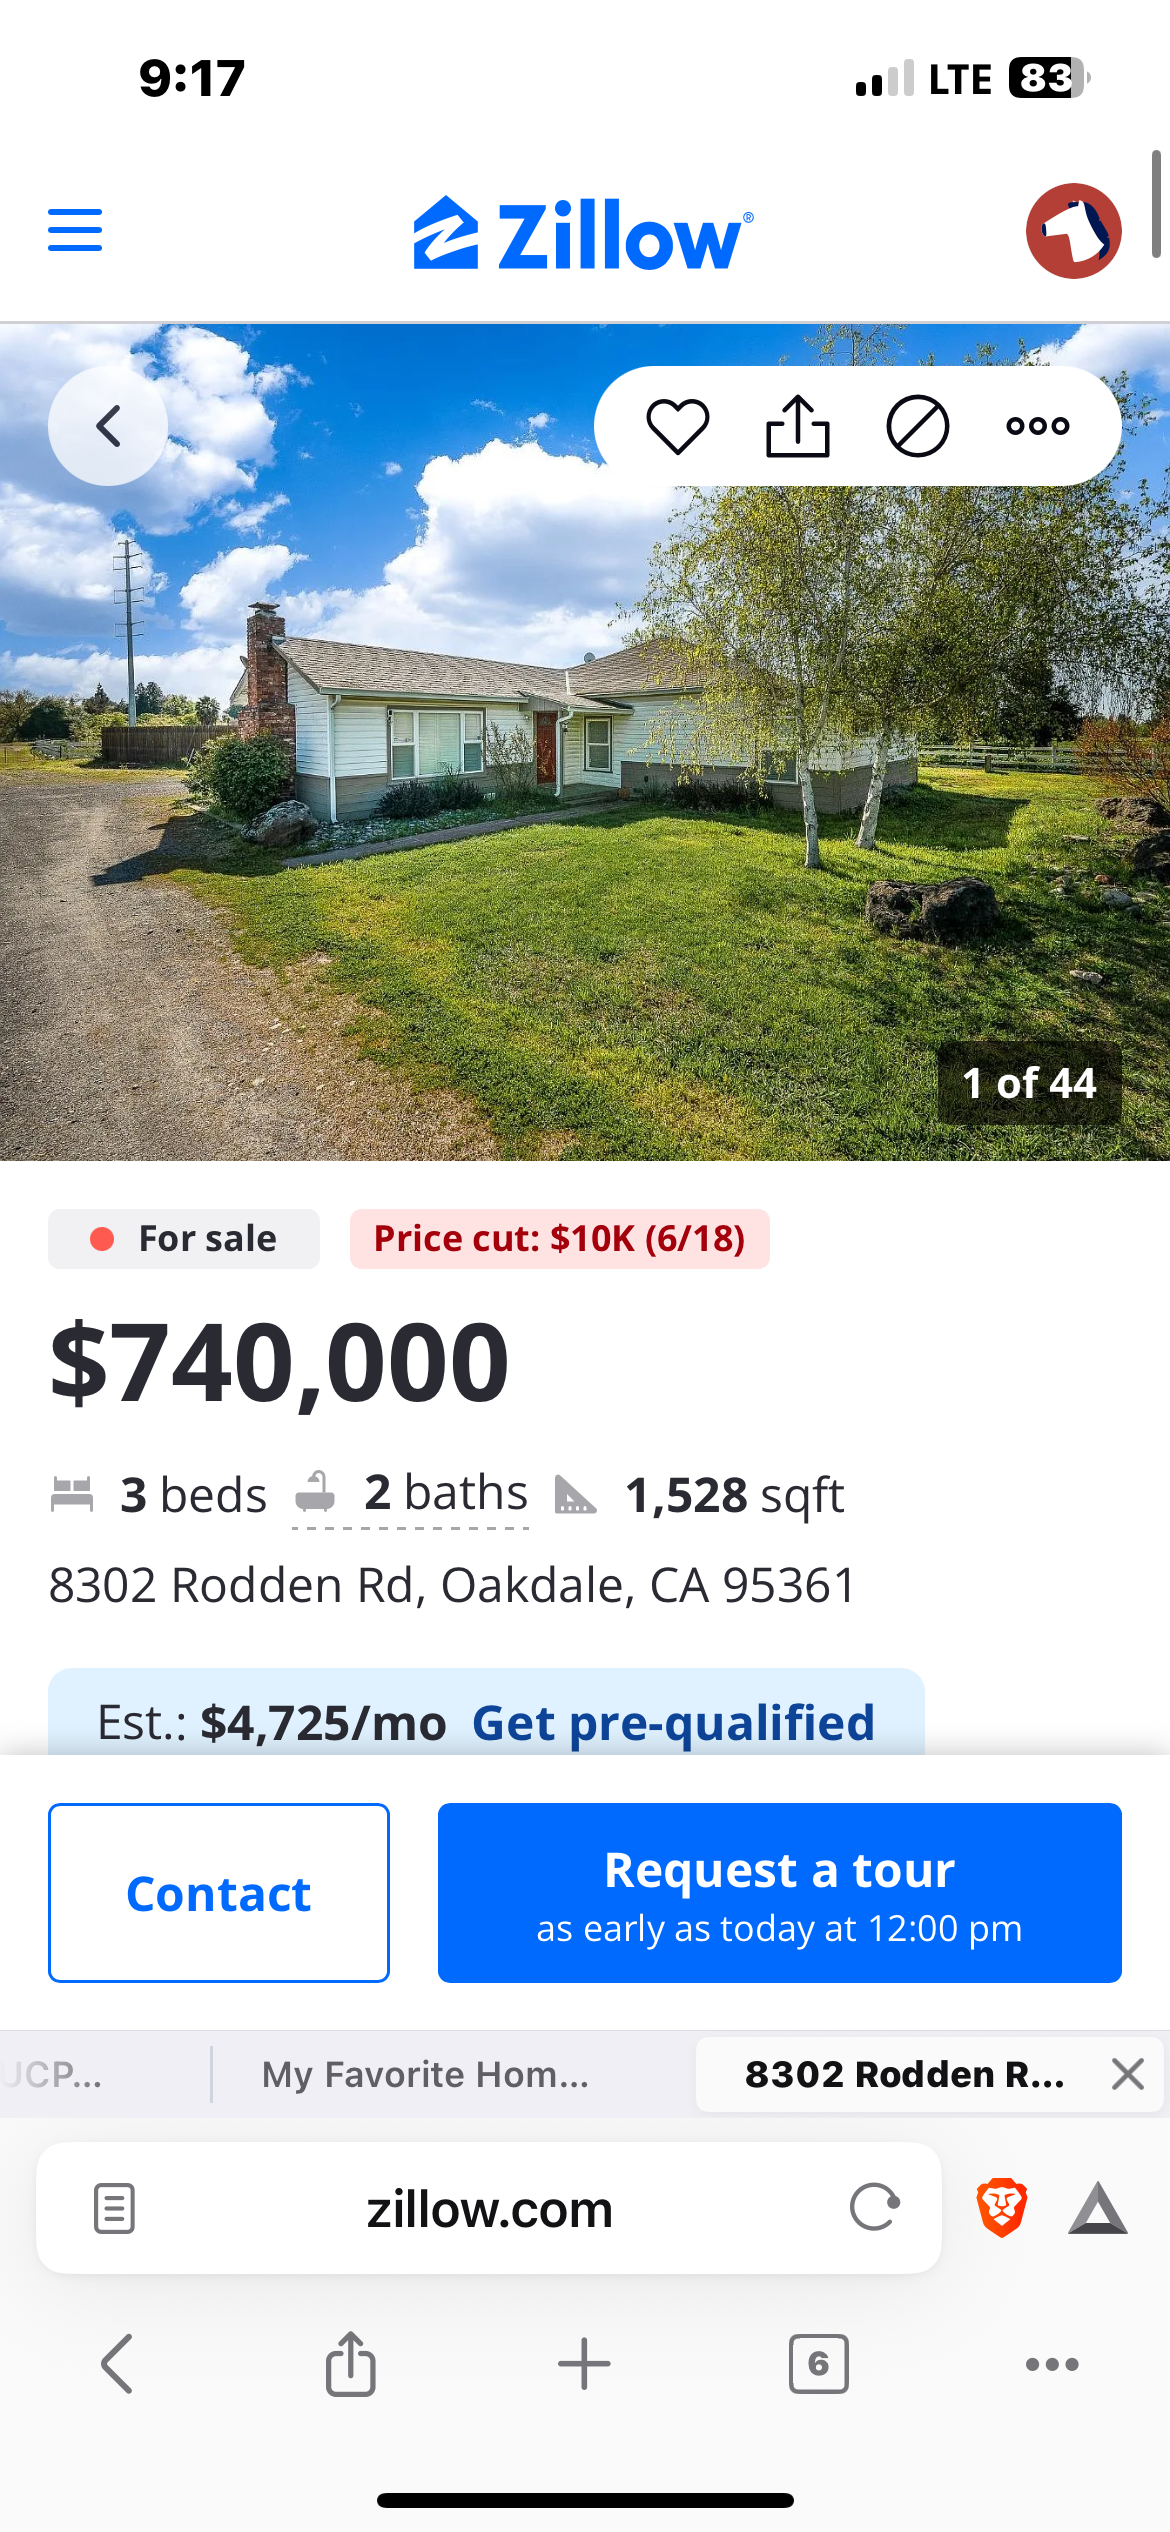 9:17
LTE 83
Zillow®
1 of 44
For sale
Price cut: $10K (6/18)
$740,000
3 beds 2 baths 1,528 sqft
8302 Rodden Rd, Oakdale, CA 95361
Est.: $4,725/mo Get pre-qualified
Contact
Request a tour
as early as today at 12:00 pm
UCP... My Favorite Hom... 8302 Rodden R...
zillow.com
6